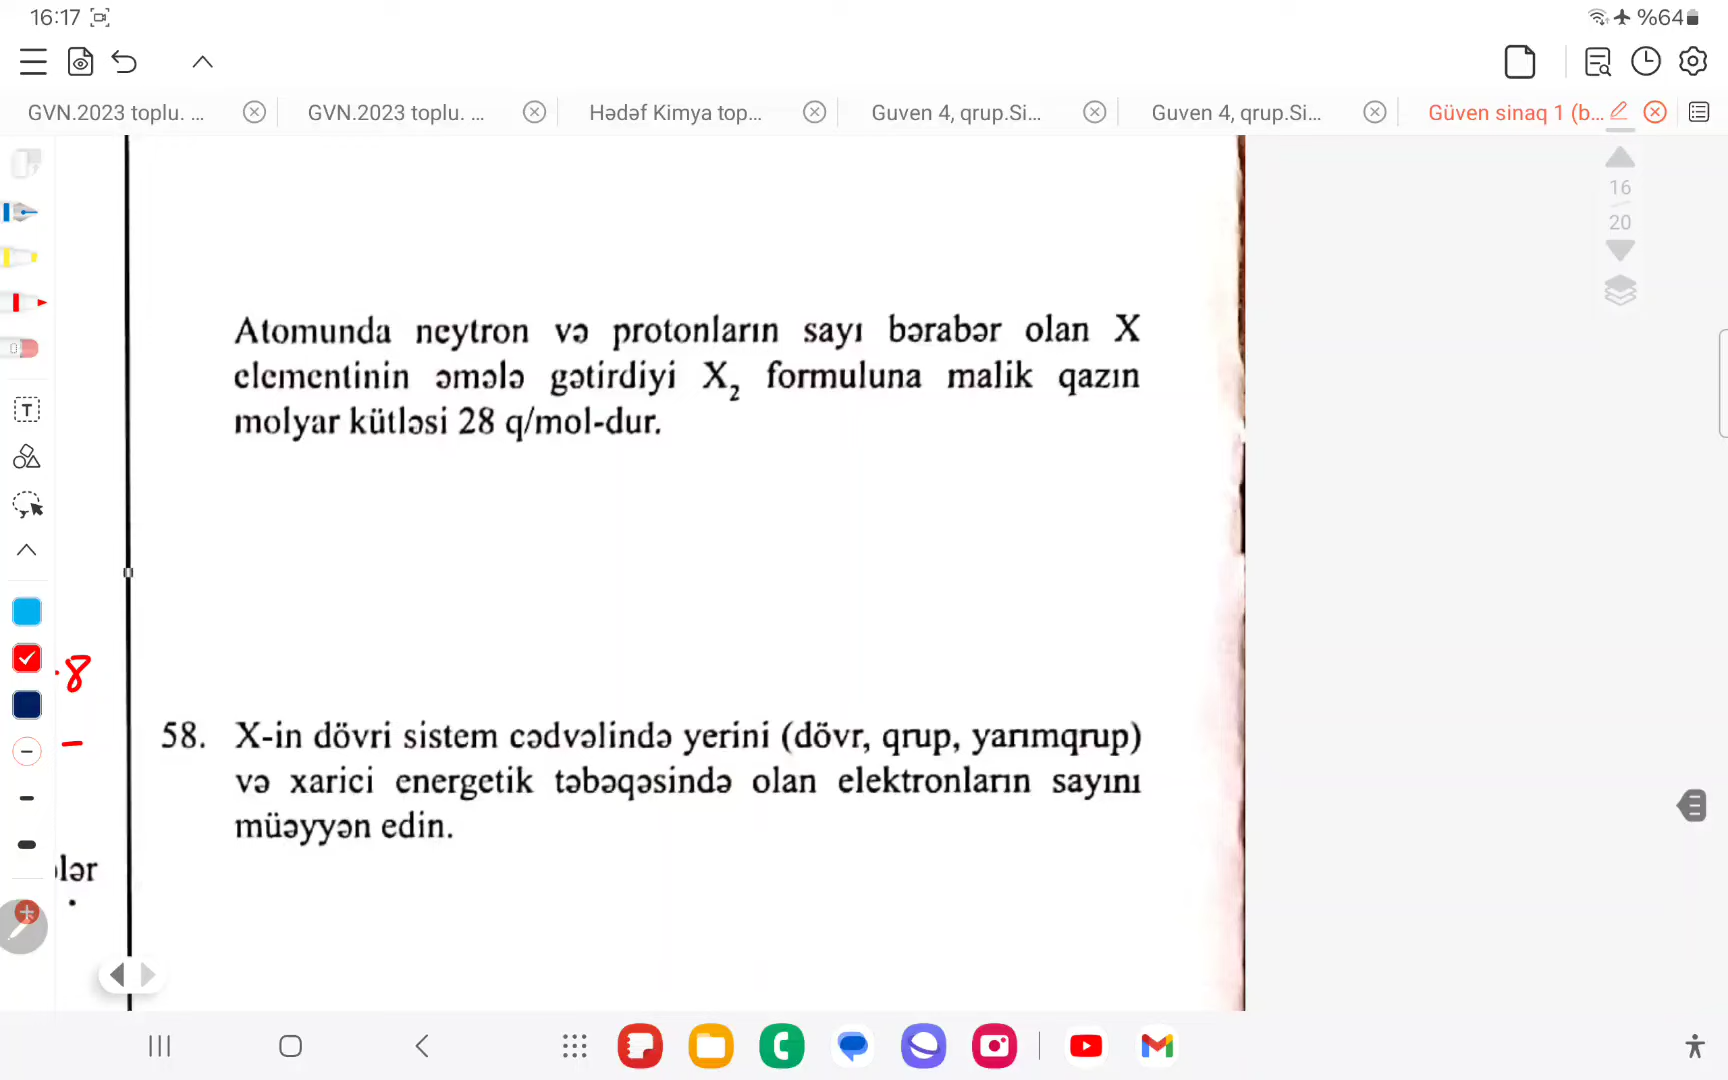 16:17
%64
GVN.2023 toplu. ...
GVN.2023 toplu. ...
Hədəf Kimya top...
Guven 4, qrup.Si...
Guven 4, qrup.Si...
Güven sinaq 1 (b...
16
20
Atomunda neytron və protonların sayı bərabər olan X
elementinin əmələ gətirdiyi X₂ formuluna malik qazın
molyar kütləsi 28 q/mol-dur.
8
58. X-in dövri sistem cədvəlində yerini (dövr, qrup, yarımqrup)
və xarici energetik təbəqəsində olan elektronların sayını
müəyyən edin.
lər